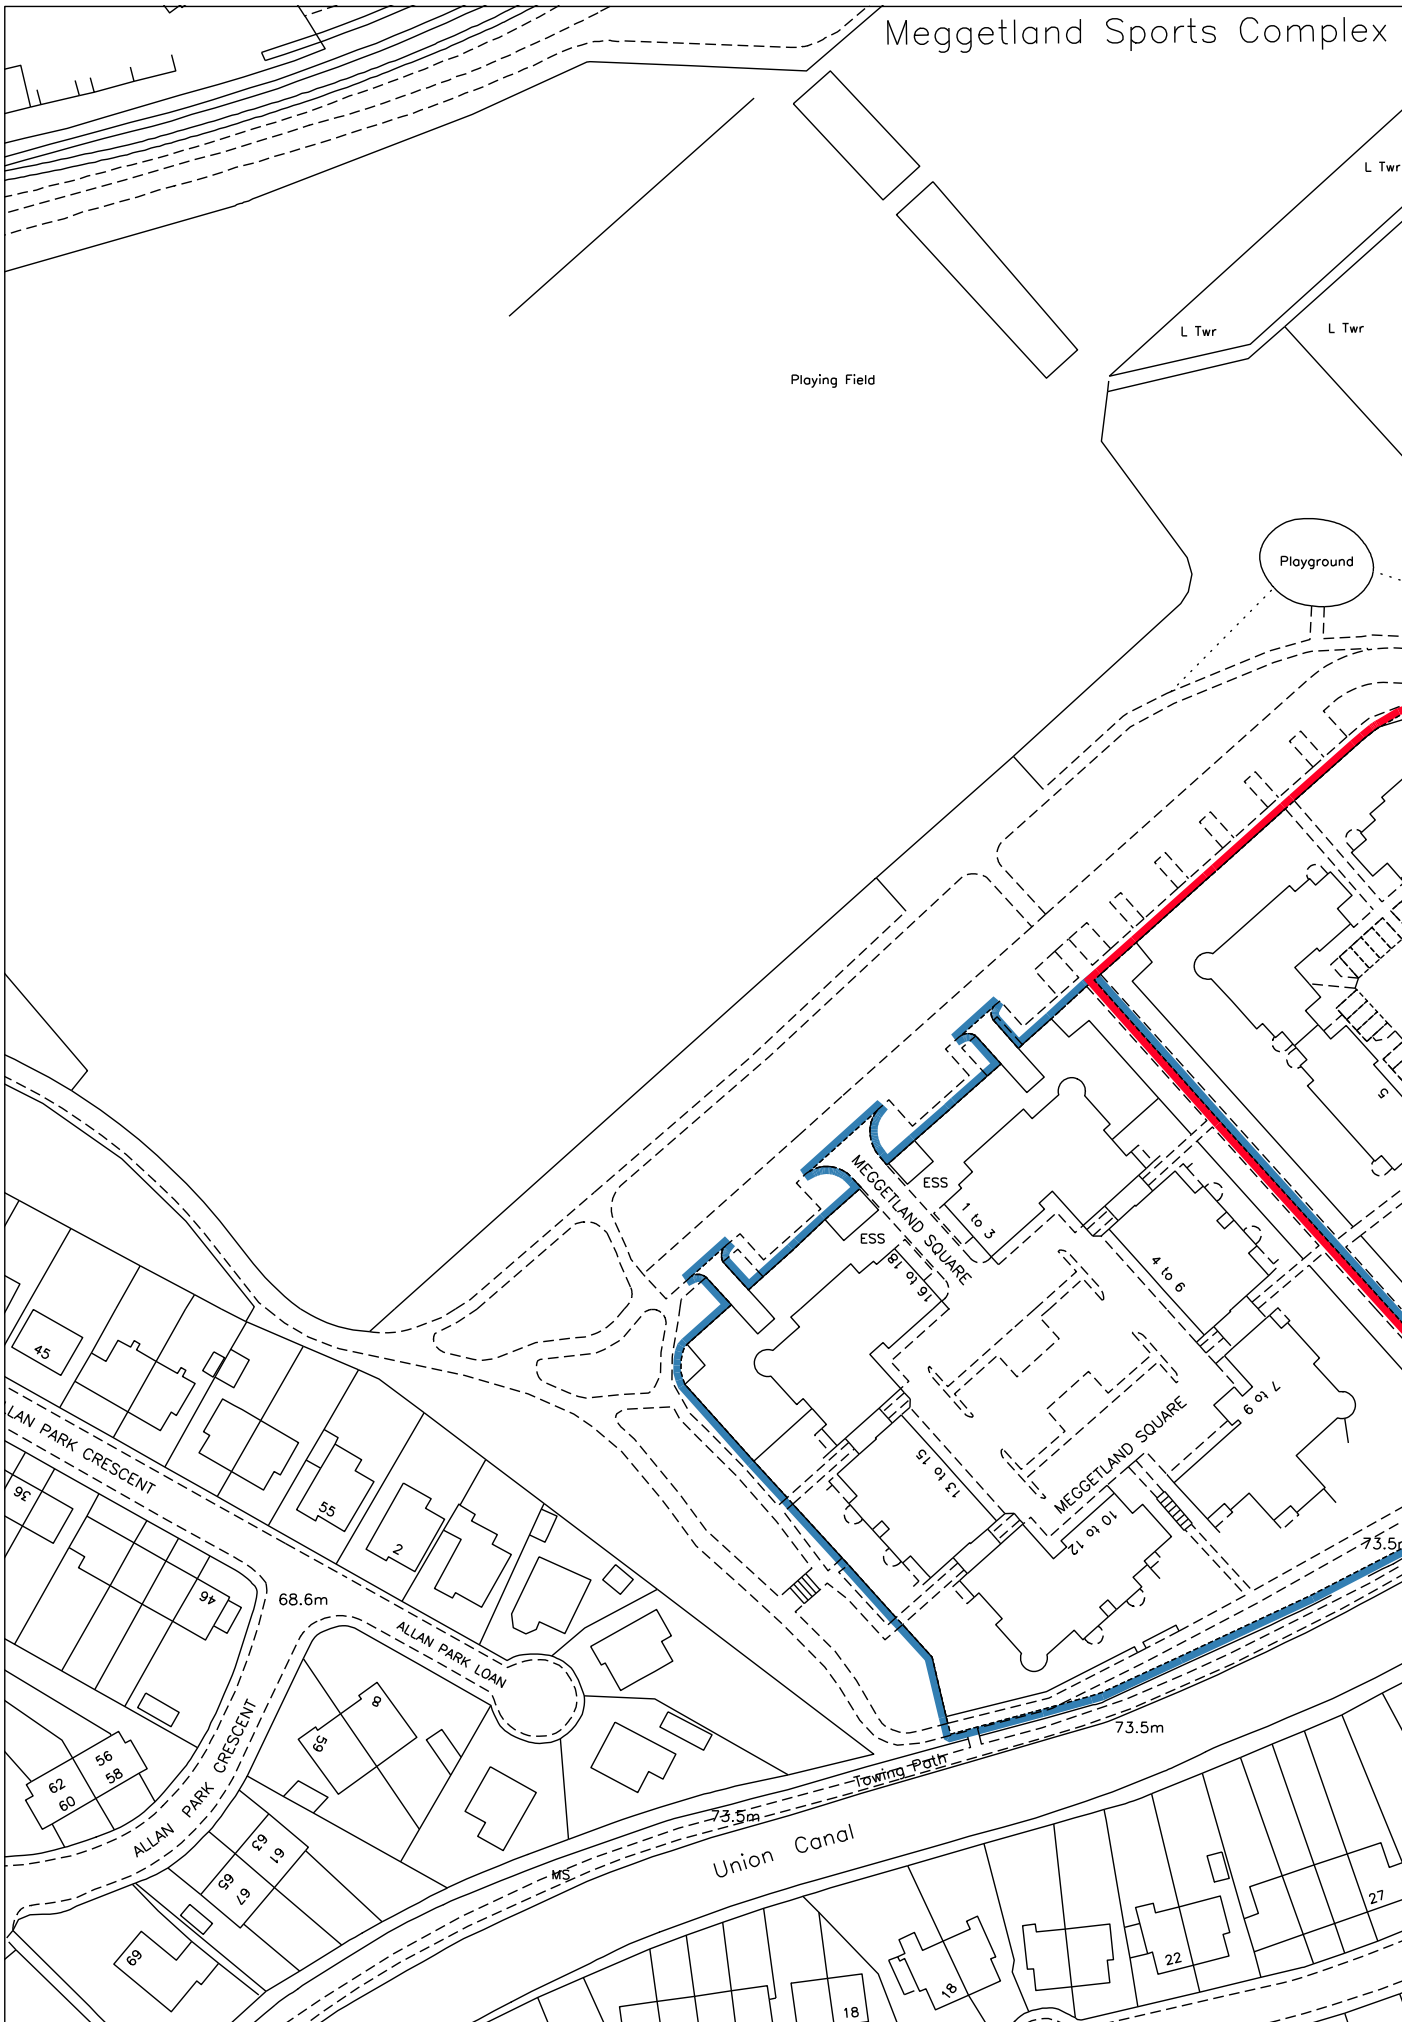 Meggetland Sports Complex
L Twr
L Twr
L Twr
Playing Field
Playground
5
ESS
MEGGETLAND SQUARE
1 to 3
ESS
16 to 18
4 to 6
7 to 9
MEGGETLAND SQUARE
13 to 15
10 to 12
45
LAN PARK CRESCENT
36
55
2
46
68.6m
ALLAN PARK LOAN
8
59
ALLAN PARK CRESCENT
56
58
62
60
63
61
65
67
69
73.5m
73.5m
Towing Path
73.5m
Union Canal
MS
27
22
18
18